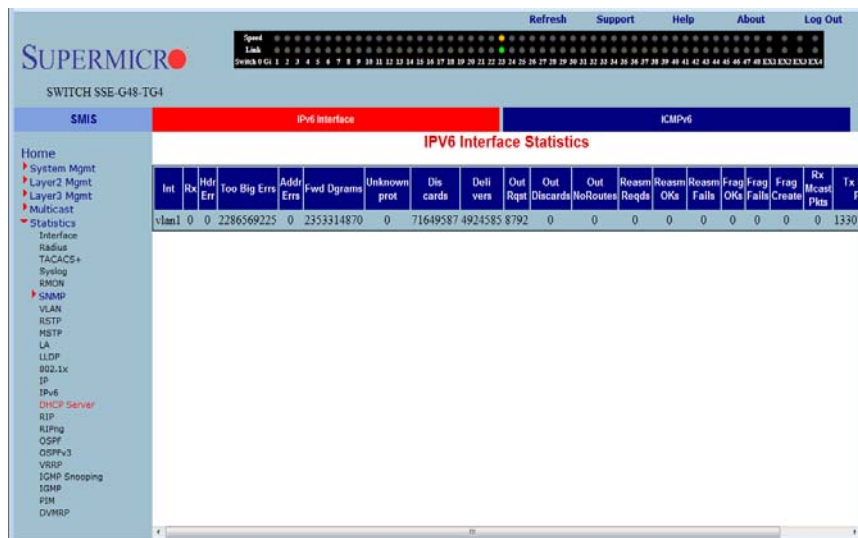 Refresh Support Help About Log Out
Speed
Link
Switch 0 Gi 1 2 3 4 5 6 7 8 9 10 11 12 13 14 15 16 17 18 19 20 21 22 23 24 25 26 27 28 29 30 31 32 33 34 35 36 37 38 39 40 41 42 43 44 45 46 47 48 EX1 EX2 EX3 EX4
SUPERMICRO
SWITCH SSE-G48-TG4
SMIS IPv6 Interface ICMPv6
IPV6 Interface Statistics
Home
System Mgmt
Layer2 Mgmt
Layer3 Mgmt
Multicast
Statistics
Interface
Radius
TACACS+
Syslog
RMON
SNMP
VLAN
RSTP
MSTP
LA
LLDP
802.1x
IP
IPv6
DHCP Server
RIP
RIPng
OSPF
OSPFv3
VRRP
IGMP Snooping
IGMP
PIM
DVMRP
Int Rx Hdr Err Too Big Errs Addr Errs Fwd Dgrams Unknown prot Dis cards Deli vers Out Rqst Out Discards Out NoRoutes Reasm Reqds Reasm OKs Reasm Fails Frag OKs Frag Fails Frag Create Rx Mcast Pkts Tx
vlan1 0 0 2286569225 0 2353314870 0 71649587 4924585 8792 0 0 0 0 0 0 0 0 0 1330